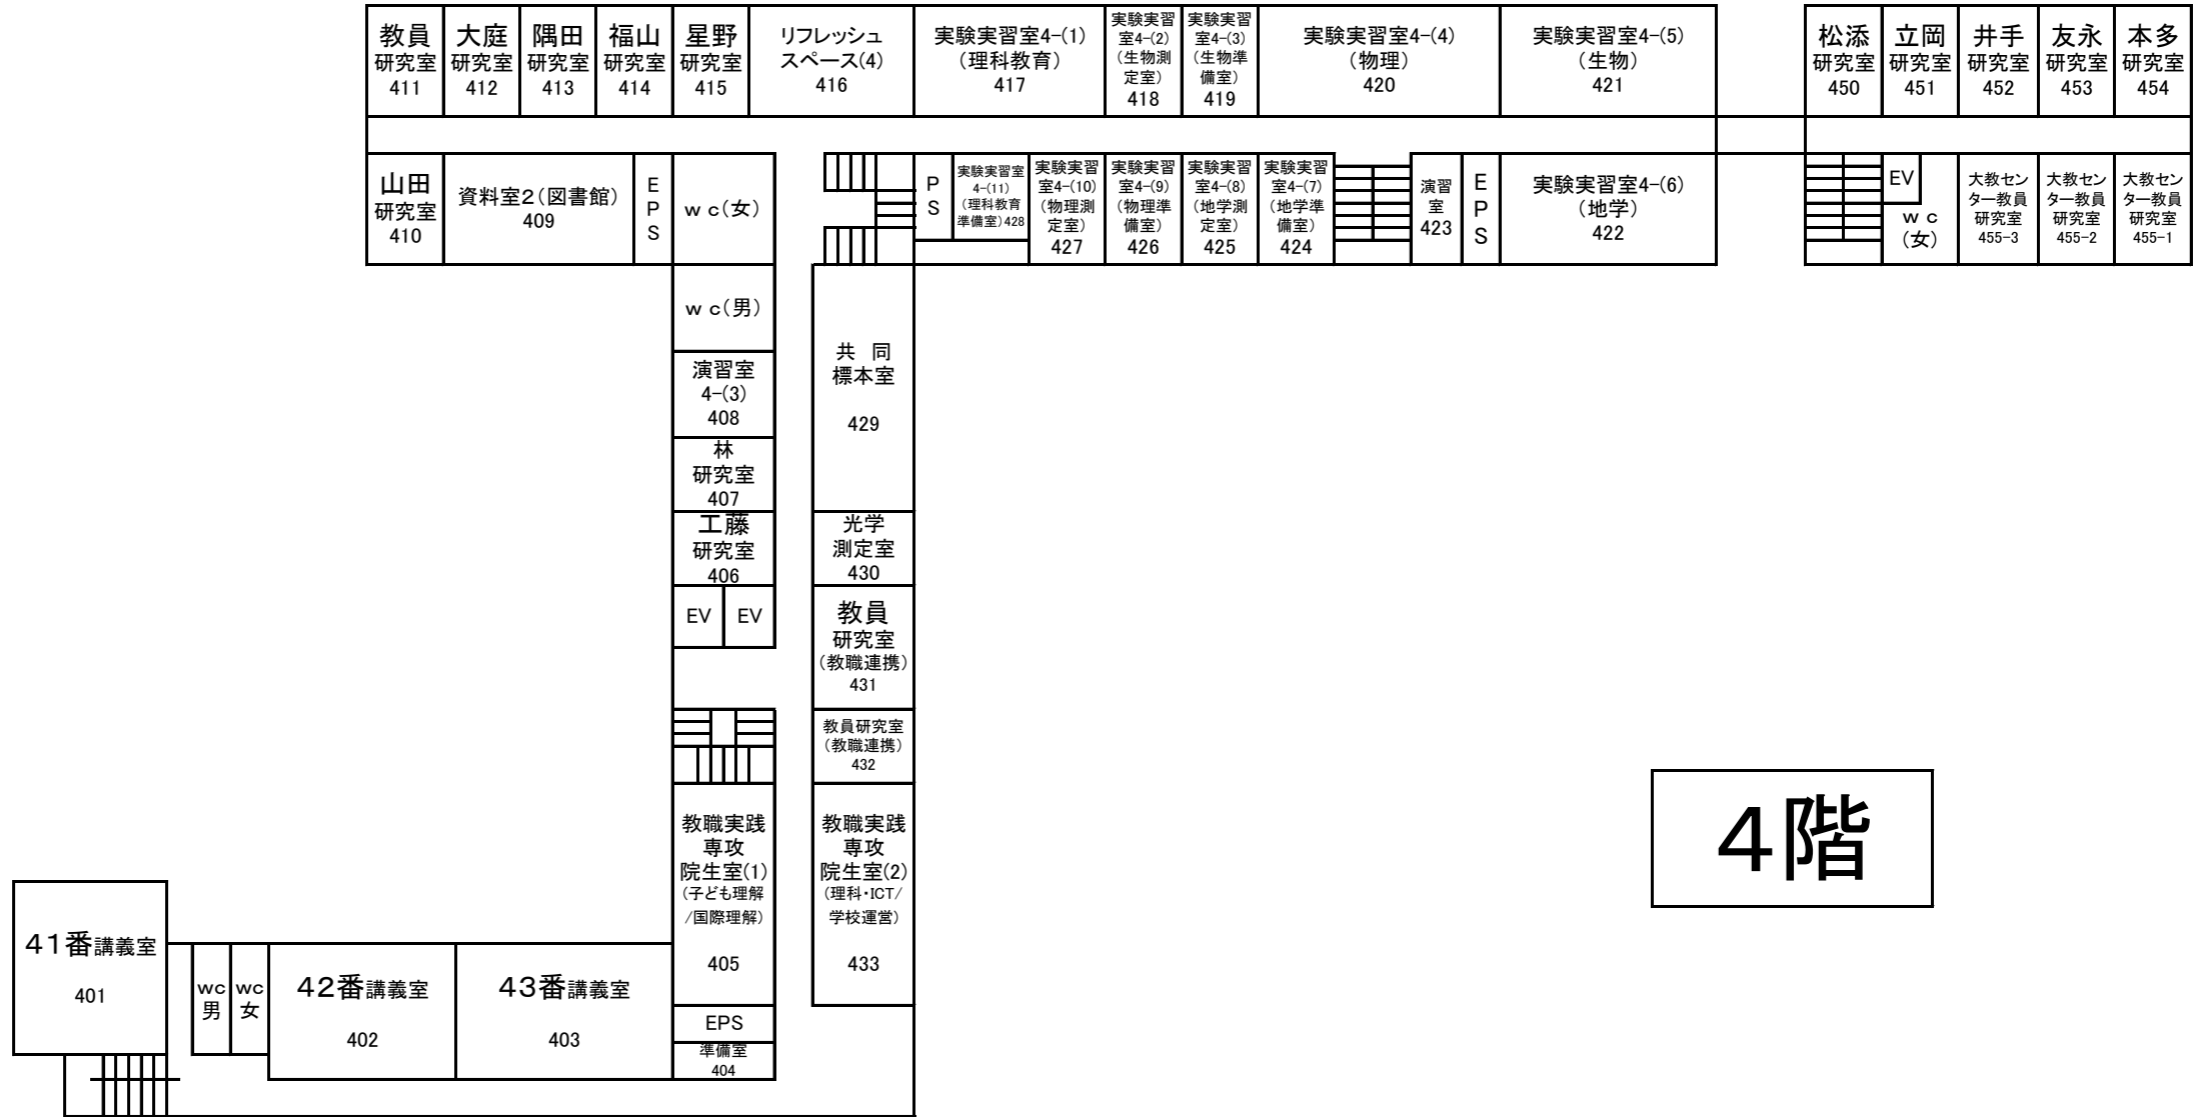 教員
研究室
411
大庭
研究室
412
隅田
研究室
413
福山
研究室
414
星野
研究室
415
リフレッシュ
スペース(4)
416
実験実習室4-(1)
(理科教育)
417
実験実習
室4-(2)
(生物測
定室)
418
実験実習
室4-(3)
(生物準
備室)
419
実験実習室4-(4)
(物理)
420
実験実習室4-(5)
(生物)
421
松添
研究室
450
立岡
研究室
451
井手
研究室
452
友永
研究室
453
本多
研究室
454
山田
研究室
410
資料室2(図書館)
409
E
P
S
wc(女)
P
S
実験実習室
4-(11)
(理科教育
準備室)428
実験実習
室4-(10)
(物理測
定室)
427
実験実習
室4-(9)
(物理準
備室)
426
実験実習
室4-(8)
(地学測
定室)
425
実験実習
室4-(7)
(地学準
備室)
424
演習
室
423
E
P
S
実験実習室4-(6)
(地学)
422
EV
wc
(女)
大教セン
ター教員
研究室
455-3
大教セン
ター教員
研究室
455-2
大教セン
ター教員
研究室
455-1
wc(男)
演習室
4-(3)
408
林
研究室
407
工藤
研究室
406
EV
EV
共 同
標本室
429
光学
測定室
430
教員
研究室
(教職連携)
431
教員研究室
(教職連携)
432
教職実践
専攻
院生室(1)
(子ども理解
/国際理解)
405
教職実践
専攻
院生室(2)
(理科・ICT/
学校運営)
433
4階
41番講義室
401
wc
男
wc
女
42番講義室
402
43番講義室
403
EPS
準備室
404